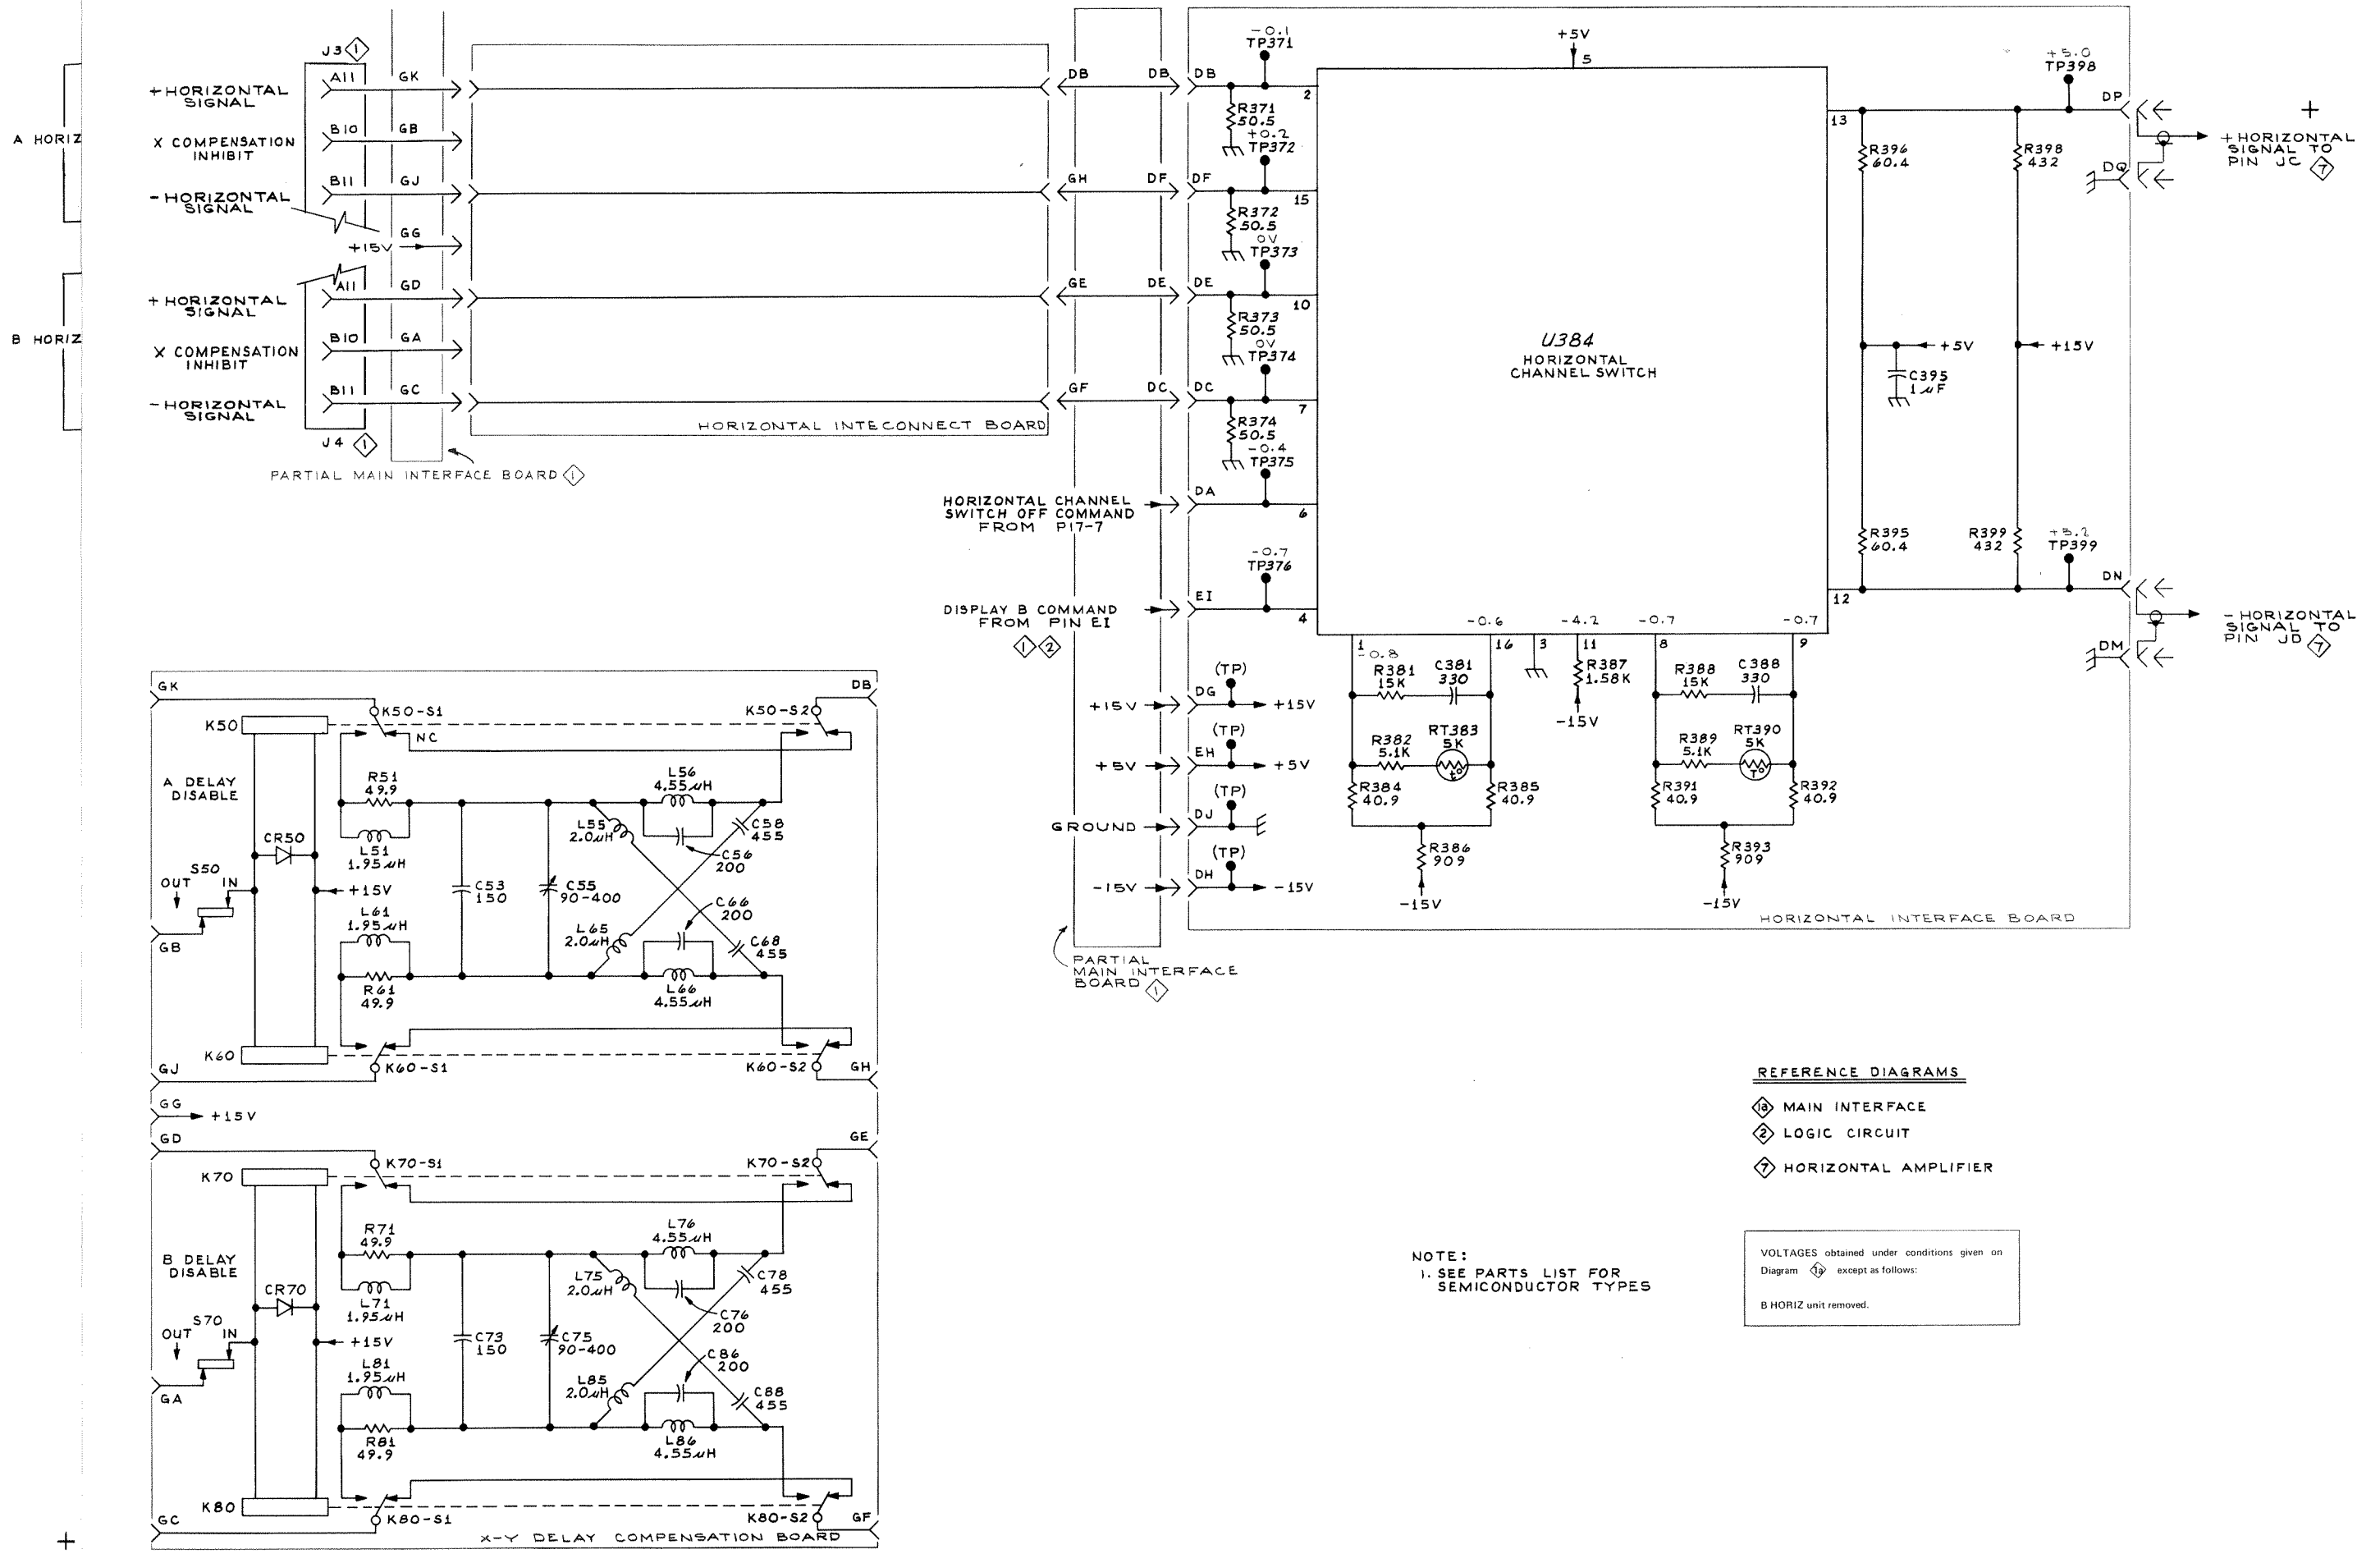 A HORIZ
B HORIZ
J3 1
+ HORIZONTAL
SIGNAL
A11 GK
X COMPENSATION
INHIBIT
B10 GB
- HORIZONTAL
SIGNAL
B11 GJ
+15V GG
+ HORIZONTAL
SIGNAL
A11 GD
X COMPENSATION
INHIBIT
B10 GA
- HORIZONTAL
SIGNAL
B11 GC
J4 1
PARTIAL MAIN INTERFACE BOARD 1
HORIZONTAL INTECONNECT BOARD
DB DB DB
GH DF DF
GE DE DE
GF DC DC
-0.1
TP371
2
R371
50.5
+0.2
TP372
15
R372
50.5
0V
TP373
10
R373
50.5
0V
TP374
7
R374
50.5
-0.4
TP375
HORIZONTAL CHANNEL
SWITCH OFF COMMAND
FROM P17-7
DA
6
-0.7
TP376
DISPLAY B COMMAND
FROM PIN EI
1 2
EI
4
+5V
5
U384
HORIZONTAL
CHANNEL SWITCH
13
12
+5.0
TP398
DP
DQ
R396
60.4
R398
432
+5V
+15V
C395
1µF
R395
60.4
R399
432
+5.2
TP399
DN
DM
+
+ HORIZONTAL
SIGNAL TO
PIN JC 7
- HORIZONTAL
SIGNAL TO
PIN JD 7
-0.6 -4.2 -0.7 -0.7
1 16 3 11 8 9
-0.8
R381
15K
C381
330
R382
5.1K
RT383
5K
t°
R384
40.9
R385
40.9
R386
909
-15V
R387
1.58K
-15V
R388
15K
C388
330
R389
5.1K
RT390
5K
T°
R391
40.9
R392
40.9
R393
909
-15V
+15V DG (TP) +15V
+5V EH (TP) +5V
GROUND DJ (TP)
-15V DH (TP) -15V
HORIZONTAL INTERFACE BOARD
PARTIAL
MAIN INTERFACE
BOARD 1
GK
DB
K50
K50-S1
NC
K50-S2
A DELAY
DISABLE
R51
49.9
L51
1.95µH
CR50
S50
OUT IN
+15V
GB
L61
1.95µH
R61
49.9
C53
150
C55
90-400
L55
2.0µH
L56
4.55µH
C56
200
C58
455
L65
2.0µH
C66
200
C68
455
L66
4.55µH
K60
K60-S1
K60-S2
GJ
GH
GG
+15V
GD
GE
K70
K70-S1
K70-S2
B DELAY
DISABLE
R71
49.9
L71
1.95µH
CR70
S70
OUT IN
+15V
GA
L81
1.95µH
R81
49.9
C73
150
C75
90-400
L75
2.0µH
L76
4.55µH
C76
200
C78
455
L85
2.0µH
C86
200
C88
455
L86
4.55µH
K80
K80-S1
K80-S2
GC
GF
X-Y DELAY COMPENSATION BOARD
+
REFERENCE DIAGRAMS
1a MAIN INTERFACE
2 LOGIC CIRCUIT
7 HORIZONTAL AMPLIFIER
NOTE:
1. SEE PARTS LIST FOR
SEMICONDUCTOR TYPES
VOLTAGES obtained under conditions given on
Diagram 1a except as follows:
B HORIZ unit removed.